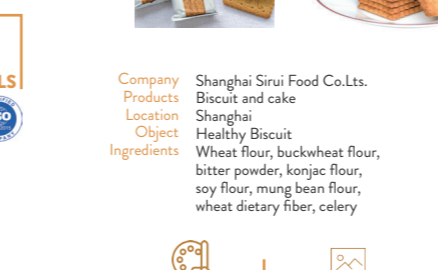 LS
Company Shanghai Sirui Food Co.Lts.
Products Biscuit and cake
Location Shanghai
Object Healthy Biscuit
Ingredients Wheat flour, buckwheat flour,
bitter powder, konjac flour,
soy flour, mung bean flour,
wheat dietary fiber, celery